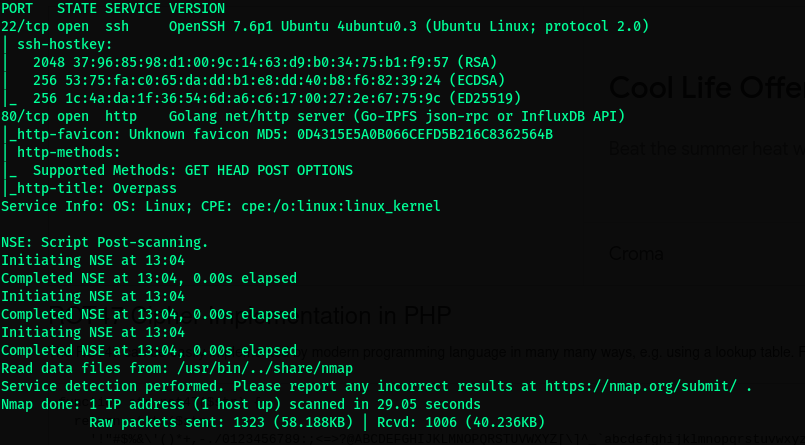 PORT   STATE SERVICE VERSION
22/tcp open  ssh     OpenSSH 7.6p1 Ubuntu 4ubuntu0.3 (Ubuntu Linux; protocol 2.0)
| ssh-hostkey:
|   2048 37:96:85:98:d1:00:9c:14:63:d9:b0:34:75:b1:f9:57 (RSA)
|   256 53:75:fa:c0:65:da:dd:b1:e8:dd:40:b8:f6:82:39:24 (ECDSA)
|_  256 1c:4a:da:1f:36:54:6d:a6:c6:17:00:27:2e:67:75:9c (ED25519)
80/tcp open  http    Golang net/http server (Go-IPFS json-rpc or InfluxDB API)
|_http-favicon: Unknown favicon MD5: 0D4315E5A0B066CEFD5B216C8362564B
| http-methods:
|_  Supported Methods: GET HEAD POST OPTIONS
|_http-title: Overpass
Service Info: OS: Linux; CPE: cpe:/o:linux:linux_kernel
NSE: Script Post-scanning.
Initiating NSE at 13:04
Completed NSE at 13:04, 0.00s elapsed
Initiating NSE at 13:04
Completed NSE at 13:04, 0.00s elapsed
Initiating NSE at 13:04
Completed NSE at 13:04, 0.00s elapsed
Read data files from: /usr/bin/../share/nmap
Service detection performed. Please report any incorrect results at https://nmap.org/submit/ .
Nmap done: 1 IP address (1 host up) scanned in 29.05 seconds
Raw packets sent: 1323 (58.188KB) | Rcvd: 1006 (40.236KB)
Cool Life Offe
Beat the summer heat w
Croma
implementation in PHP
modern programming language in many many ways, e.g. using a lookup table,